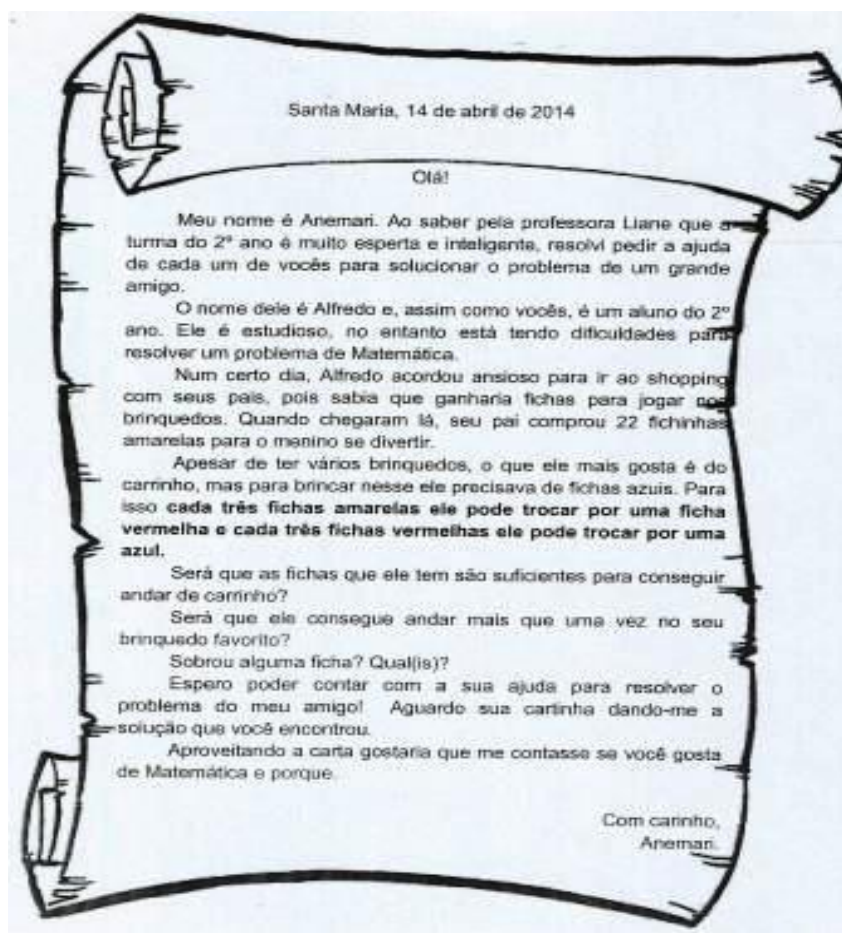 Santa Maria, 14 de abril de 2014
Olá!
Meu nome é Anemari. Ao saber pela professora Liane que a
turma do 2º ano é muito esperta e inteligente, resolvi pedir a ajuda
de cada um de vocês para solucionar o problema de um grande
amigo.
O nome dele é Alfredo e, assim como vocês, é um aluno do 2º
ano. Ele é estudioso, no entanto está tendo dificuldades para
resolver um problema de Matemática.
Num certo dia, Alfredo acordou ansioso para ir ao shopping
com seus pais, pois sabia que ganharia fichas para jogar nos
brinquedos. Quando chegaram lá, seu pai comprou 22 fichinhas
amarelas para o menino se divertir.
Apesar de ter vários brinquedos, o que ele mais gosta é do
carrinho, mas para brincar nesse ele precisava de fichas azuis. Para
isso cada três fichas amarelas ele pode trocar por uma ficha
vermelha e cada três fichas vermelhas ele pode trocar por uma
azul.
Será que as fichas que ele tem são suficientes para conseguir
andar de carrinho?
Será que ele consegue andar mais que uma vez no seu
brinquedo favorito?
Sobrou alguma ficha? Qual(is)?
Espero poder contar com a sua ajuda para resolver o
problema do meu amigo! Aguardo sua cartinha dando-me a
solução que você encontrou.
Aproveitando a carta gostaria que me contasse se você gosta
de Matemática e porque.
Com carinho,
Anemari.